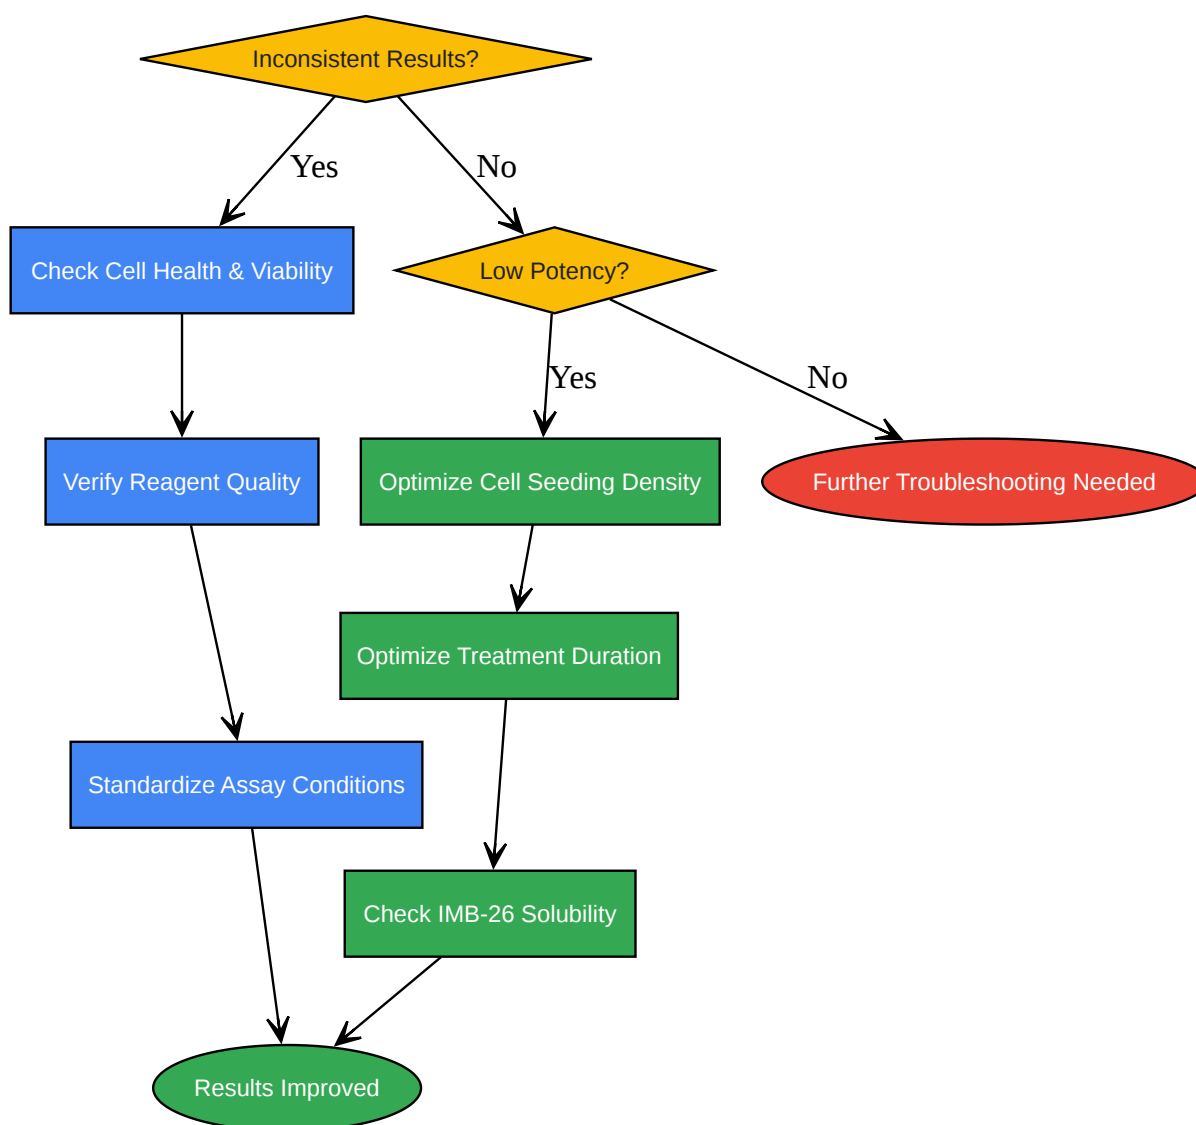 Inconsistent Results?
Yes
No
Check Cell Health & Viability
Low Potency?
Yes
No
Verify Reagent Quality
Optimize Cell Seeding Density
Further Troubleshooting Needed
Optimize Treatment Duration
Standardize Assay Conditions
Check IMB-26 Solubility
Results Improved